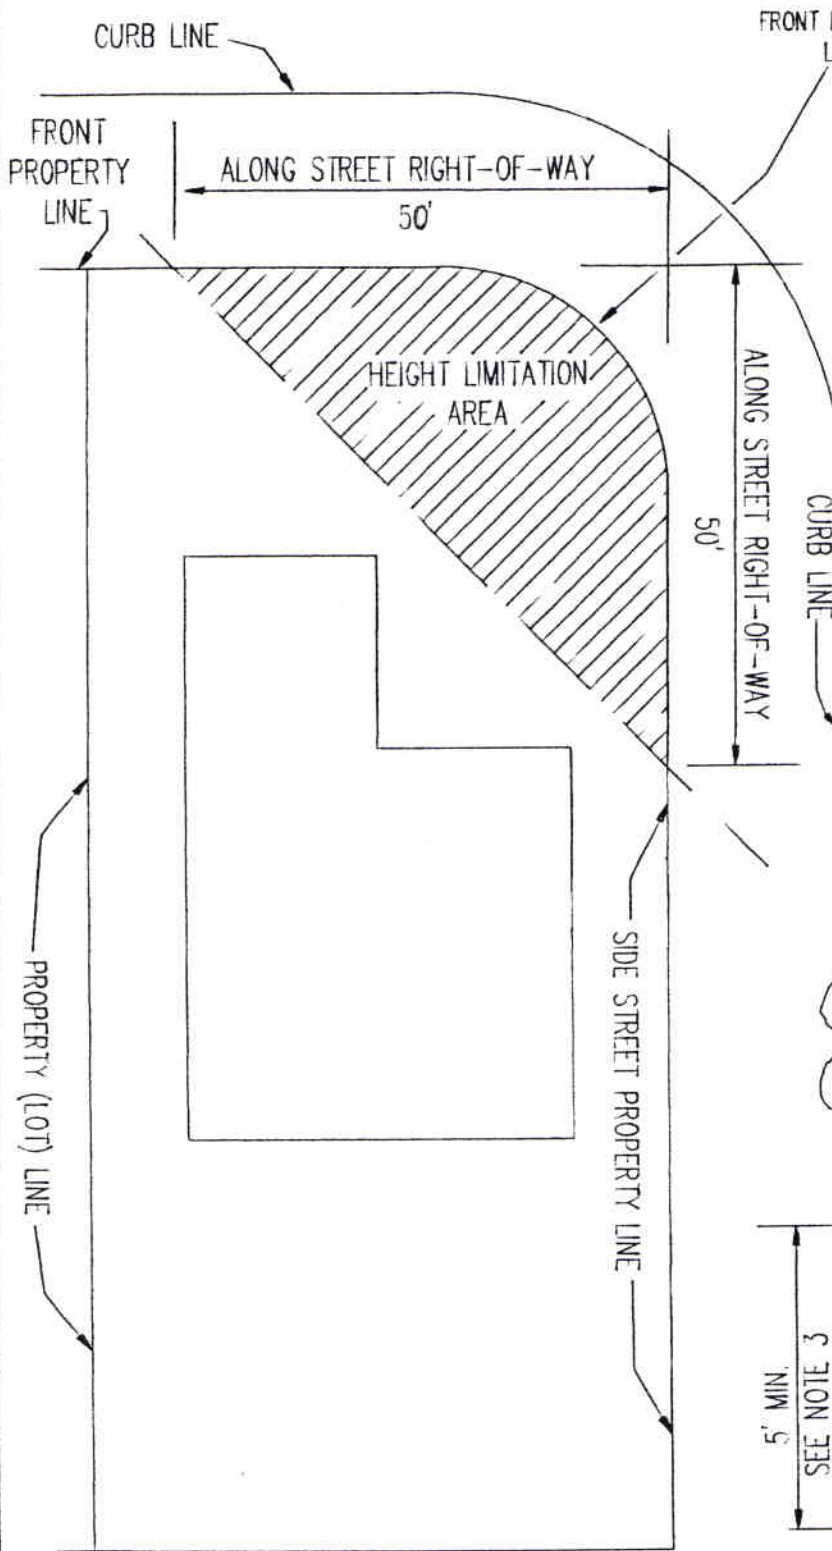 CURB LINE
FRONT
L
FRONT
PROPERTY
LINE
ALONG STREET RIGHT-OF-WAY
50'
HEIGHT LIMITATION
AREA
ALONG STREET RIGHT-OF-WAY
50'
CURB LINE
SIDE STREET PROPERTY LINE
PROPERTY (LOT) LINE
5' MIN.
SEE NOTE 3